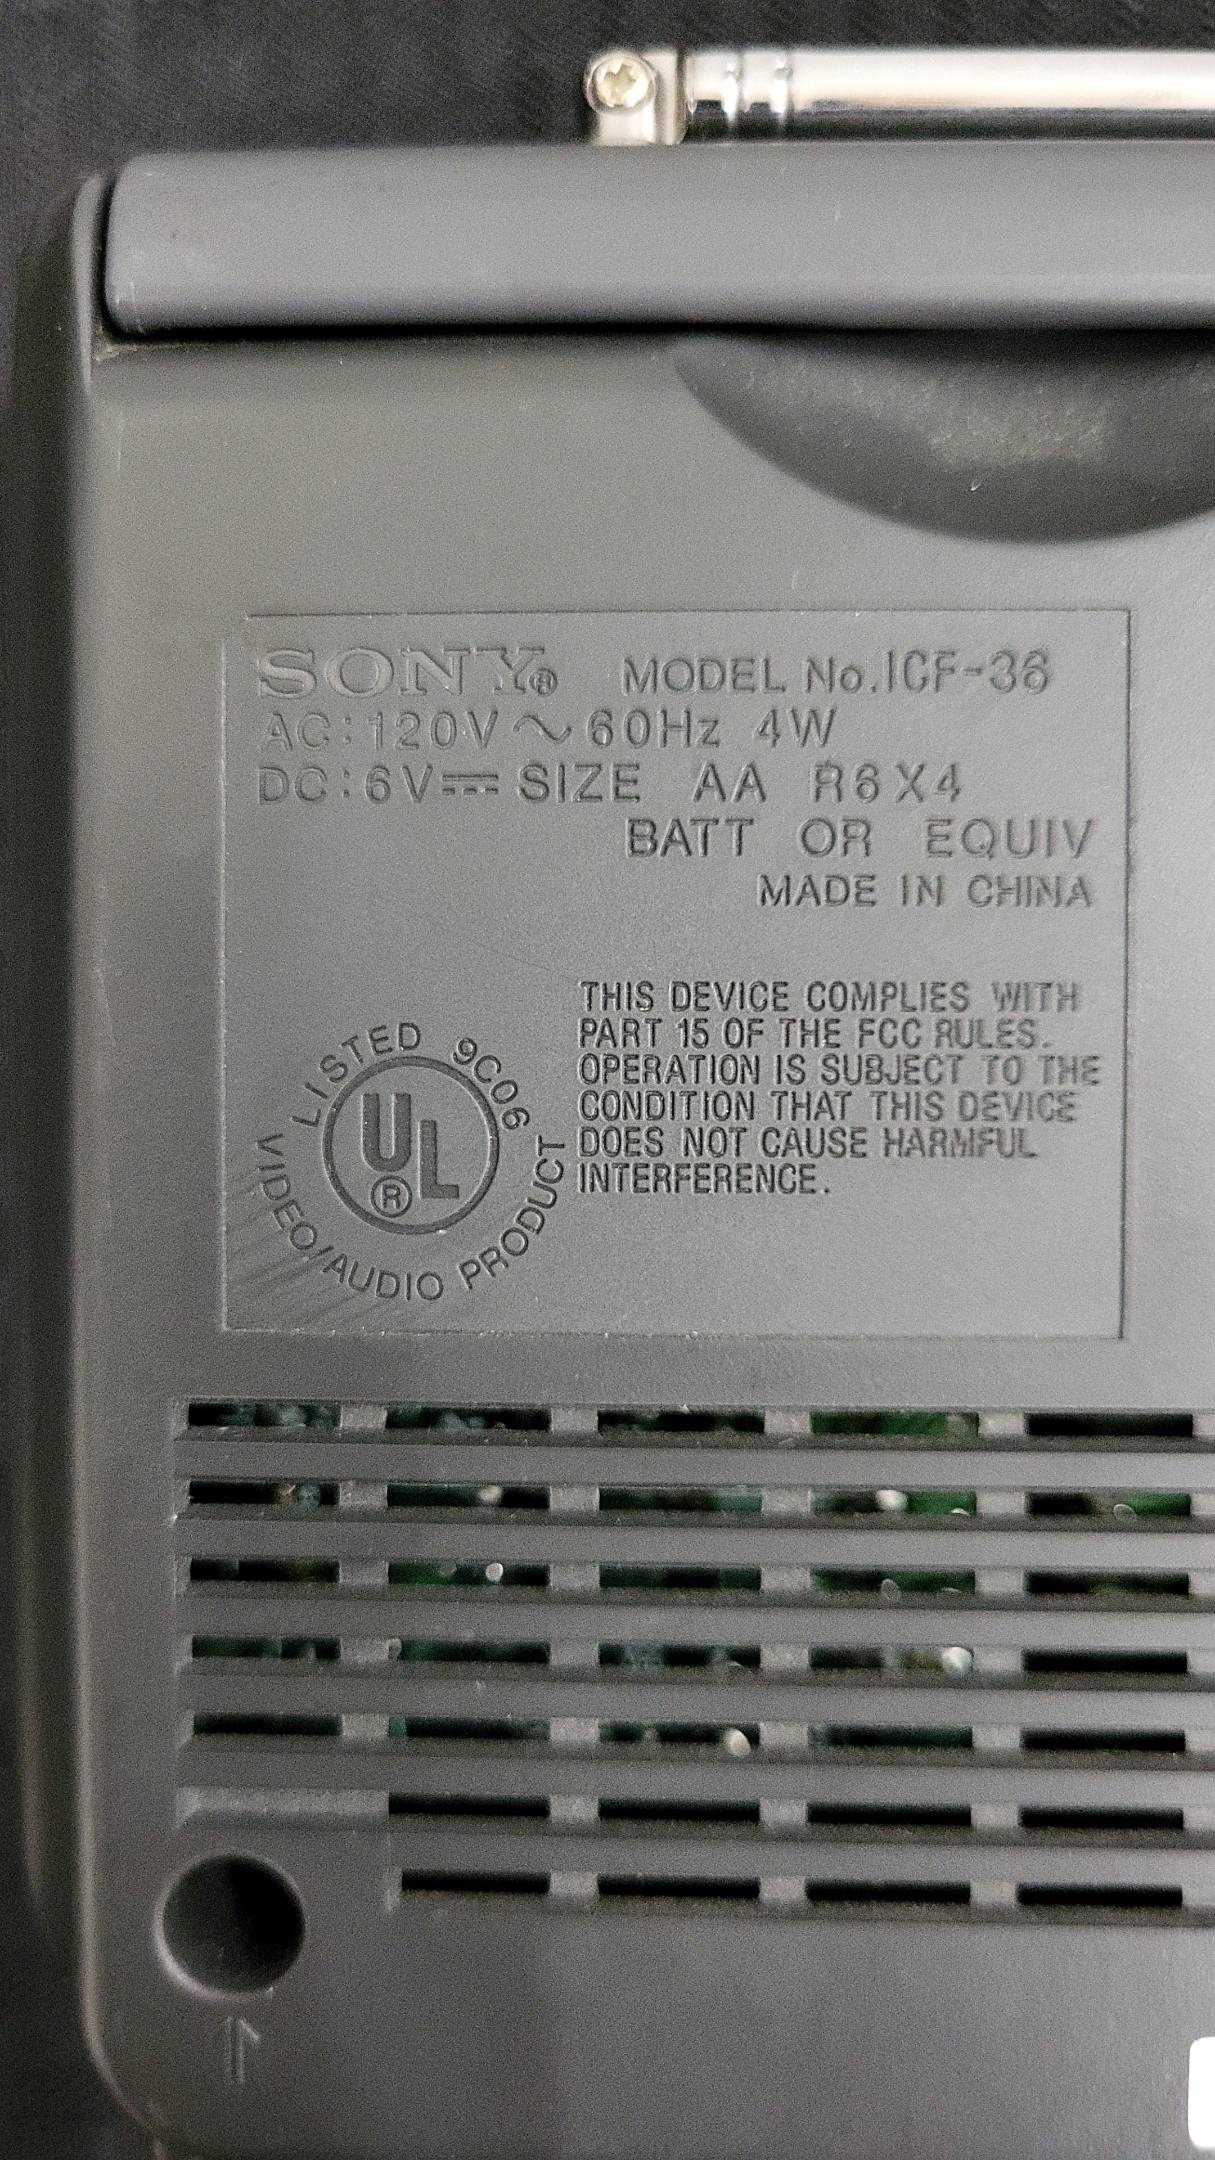 SONY® MODEL No.ICF-36
AC:120V～60Hz 4W
DC:6V⎓SIZE AA R6X4
BATT OR EQUIV
MADE IN CHINA
THIS DEVICE COMPLIES WITH
PART 15 OF THE FCC RULES.
OPERATION IS SUBJECT TO THE
CONDITION THAT THIS DEVICE
DOES NOT CAUSE HARMFUL
INTERFERENCE.
LISTED 9C06
UL®
VIDEO/AUDIO PRODUCT